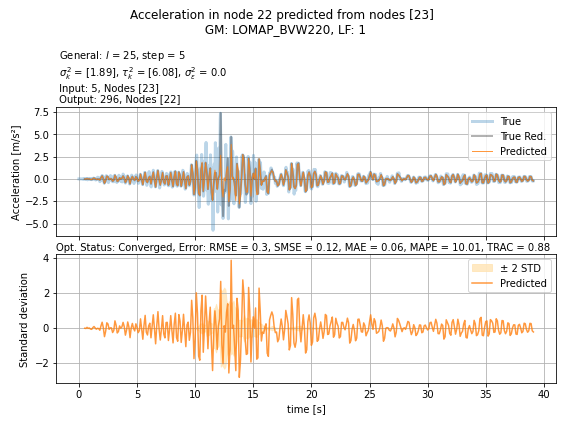 Acceleration in node 22 predicted from nodes [23]
GM: LOMAP_BVW220, LF: 1
General: l = 25, step = 5
σ²ₖ = [1.89], τ²ₖ = [6.08], σ²ε = 0.0
Input: 5, Nodes [23]
Output: 296, Nodes [22]
Acceleration [m/s²]
7.5
5.0
2.5
0.0
−2.5
−5.0
True
True Red.
Predicted
Opt. Status: Converged, Error: RMSE = 0.3, SMSE = 0.12, MAE = 0.06, MAPE = 10.01, TRAC = 0.88
Standard deviation
4
2
0
−2
± 2 STD
Predicted
0 5 10 15 20 25 30 35 40
time [s]